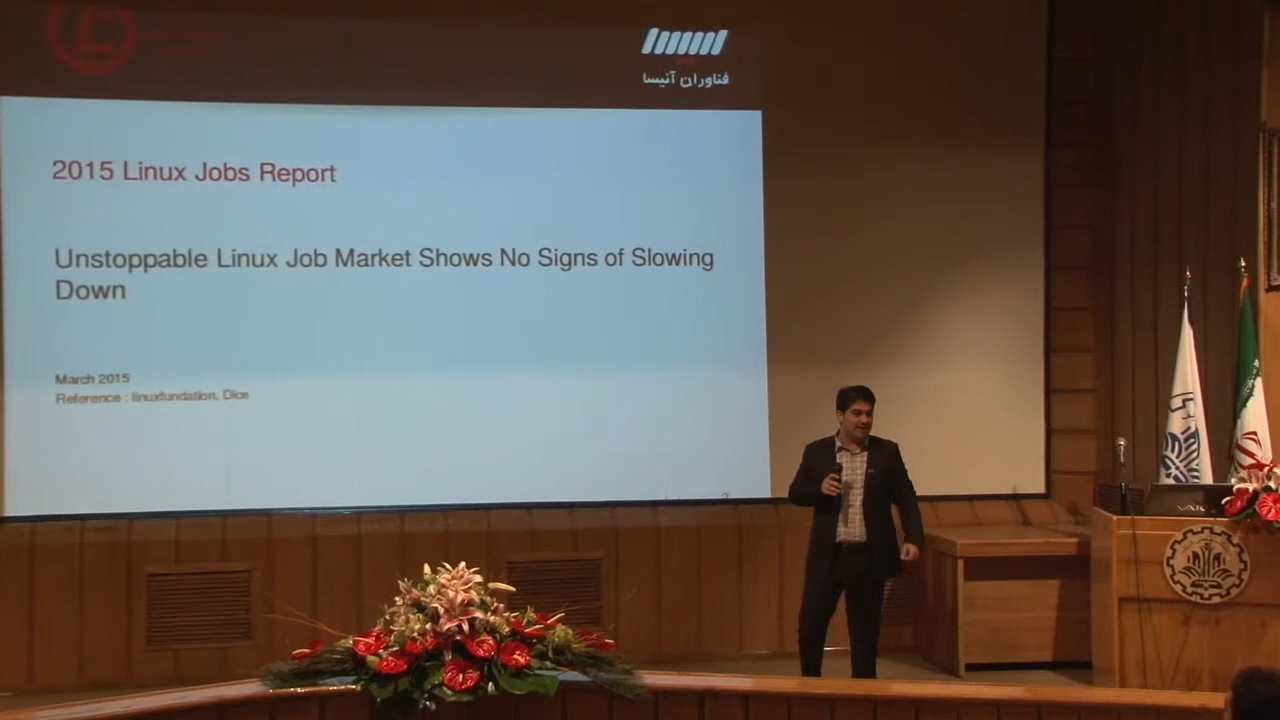 فناوران آنیسا
2015 Linux Jobs Report
Unstoppable Linux Job Market Shows No Signs of Slowing
Down
March 2015
Reference : linuxfundation, Dice
VAIO